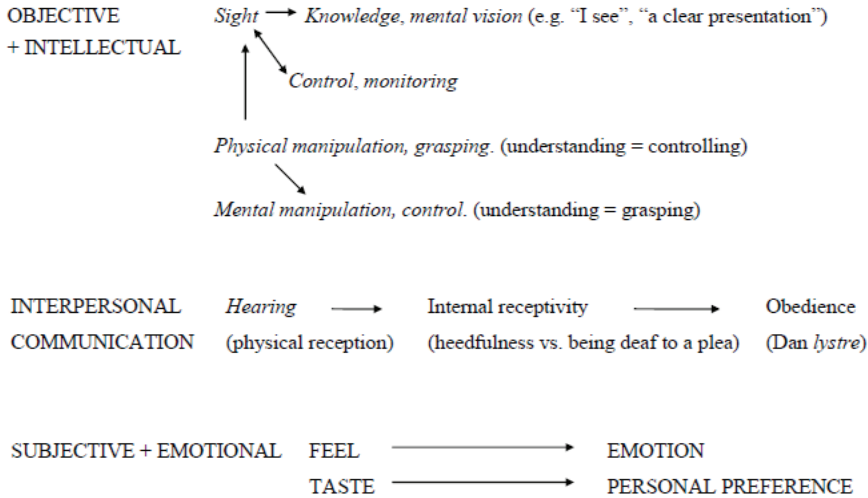 OBJECTIVE Sight Knowledge, mental vision (e.g. “I see”, “a clear presentation”)
+ INTELLECTUAL
Control, monitoring
Physical manipulation, grasping. (understanding = controlling)
Mental manipulation, control. (understanding = grasping)
INTERPERSONAL Hearing Internal receptivity Obedience
COMMUNICATION (physical reception) (heedfulness vs. being deaf to a plea) (Dan lystre)
SUBJECTIVE + EMOTIONAL FEEL EMOTION
TASTE PERSONAL PREFERENCE